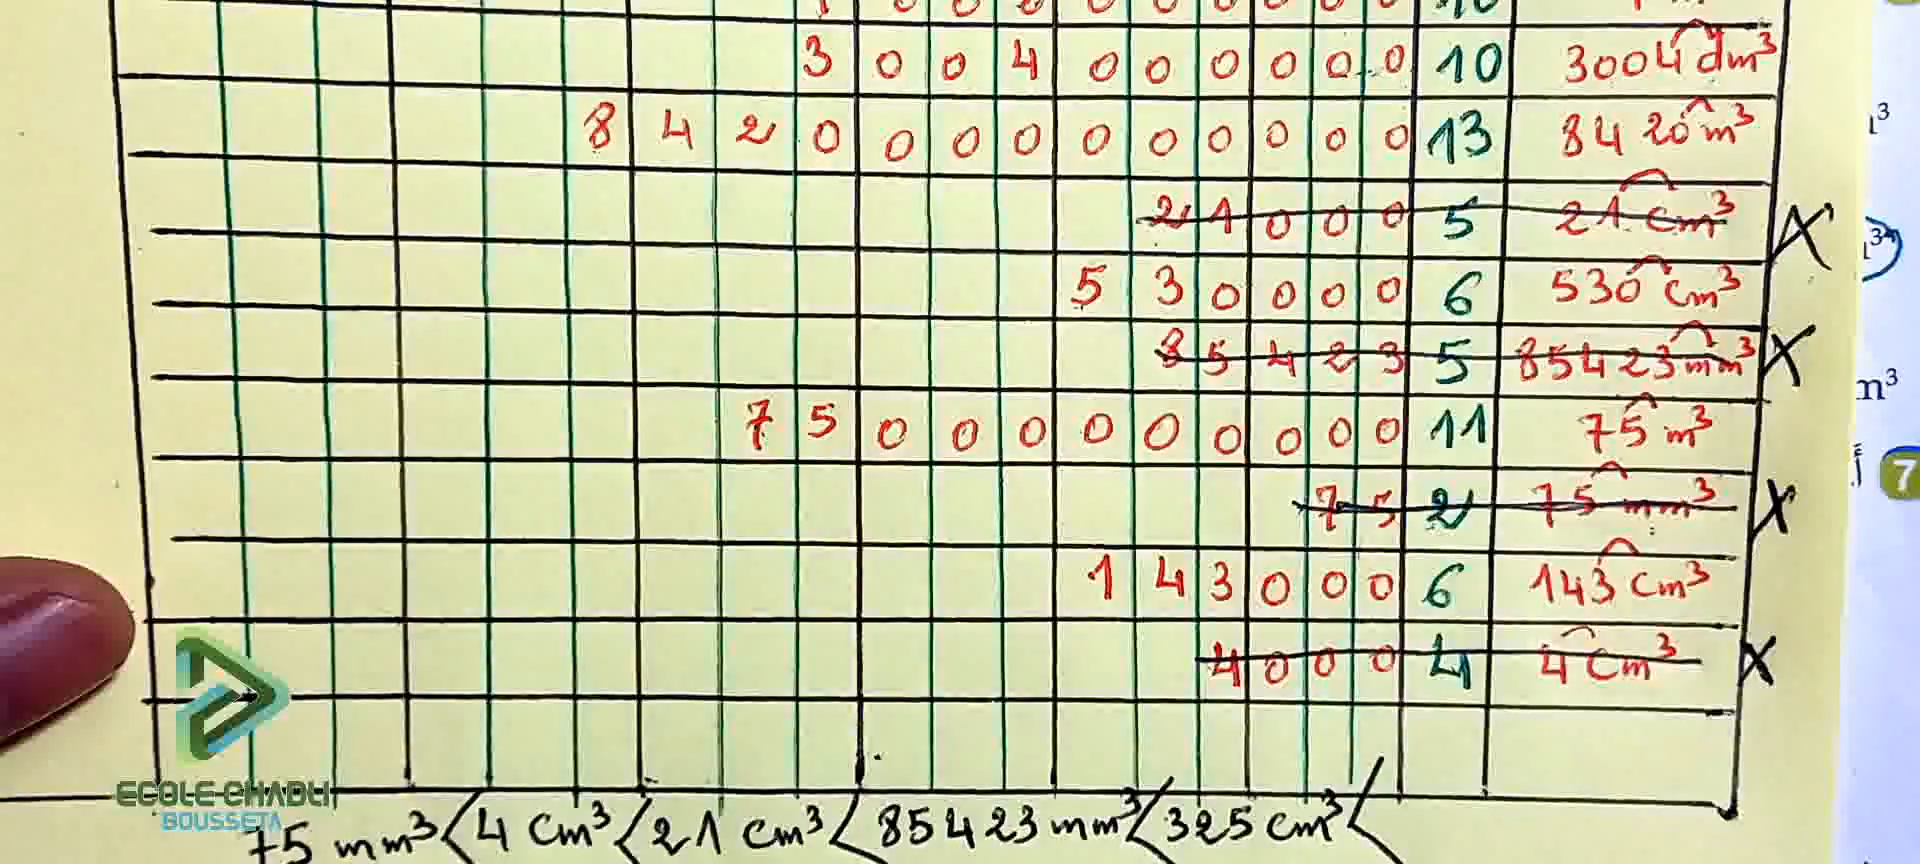 3 0 0 4 0 0 0 0 0 0 10 3004 dm³
8 4 2 0 0 0 0 0 0 0 0 0 0 13 8420 m³
2 1 0 0 0 5 21 cm³ X
5 3 0 0 0 0 6 530 cm³
8 5 4 2 3 5 85423 mm³ X
7 5 0 0 0 0 0 0 0 0 0 11 75 m³
7 5 2 75 mm³ X
1 4 3 0 0 0 6 143 cm³
4 0 0 0 4 4 cm³ X
75 mm³ < 4 cm³ < 21 cm³ < 85423 mm³ < 325 cm³ <
ECOLE-CHADLI
BOUSSETA
m³
7